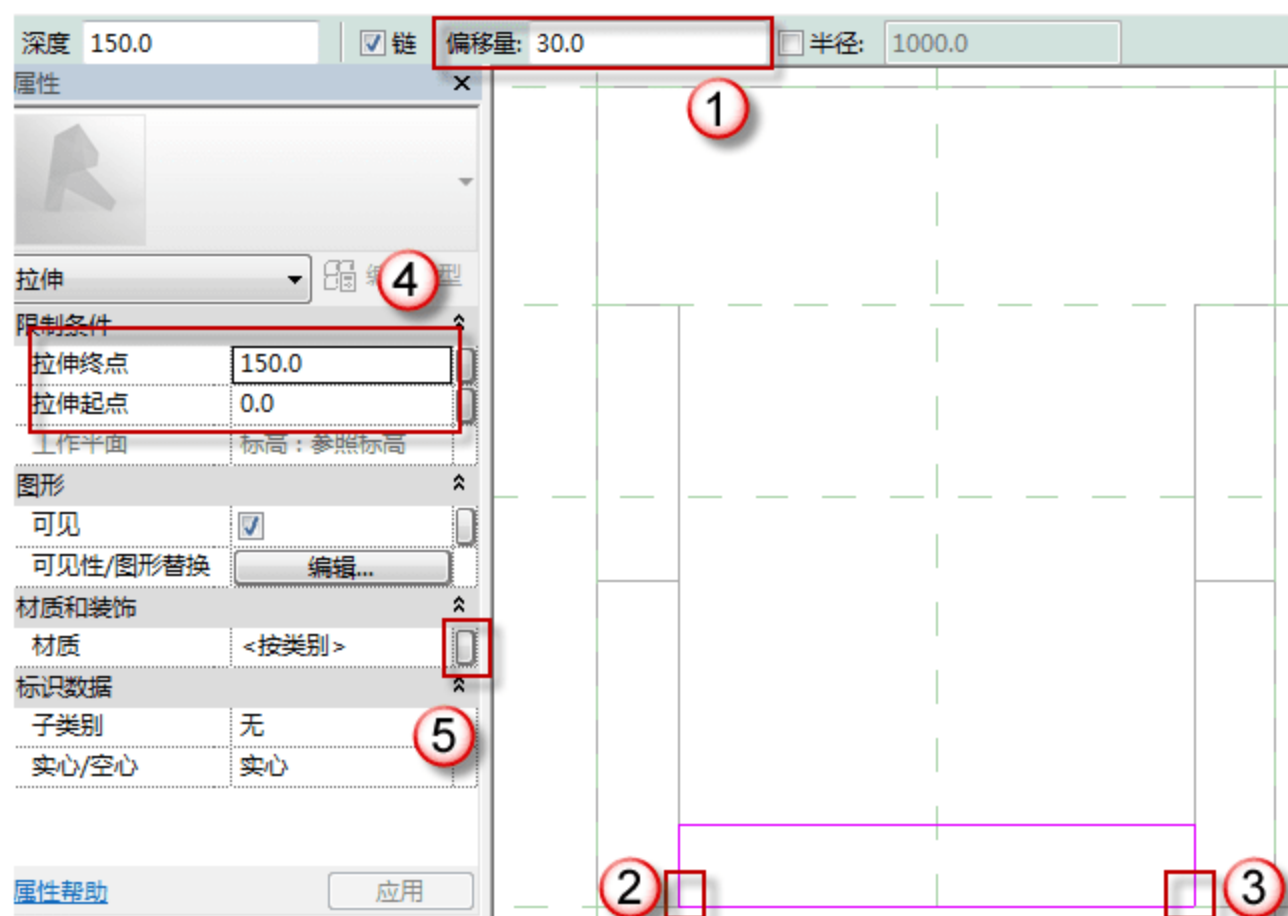 深度 150.0 链 偏移量: 30.0 半径: 1000.0
属性
1
拉伸 型
4
限制条件
拉伸终点 150.0
拉伸起点 0.0
工作平面 标高：参照标高
图形
可见
可见性/图形替换 编辑...
材质和装饰
材质 <按类别>
标识数据
子类别 无
5
实心/空心 实心
属性帮助 应用
2
3